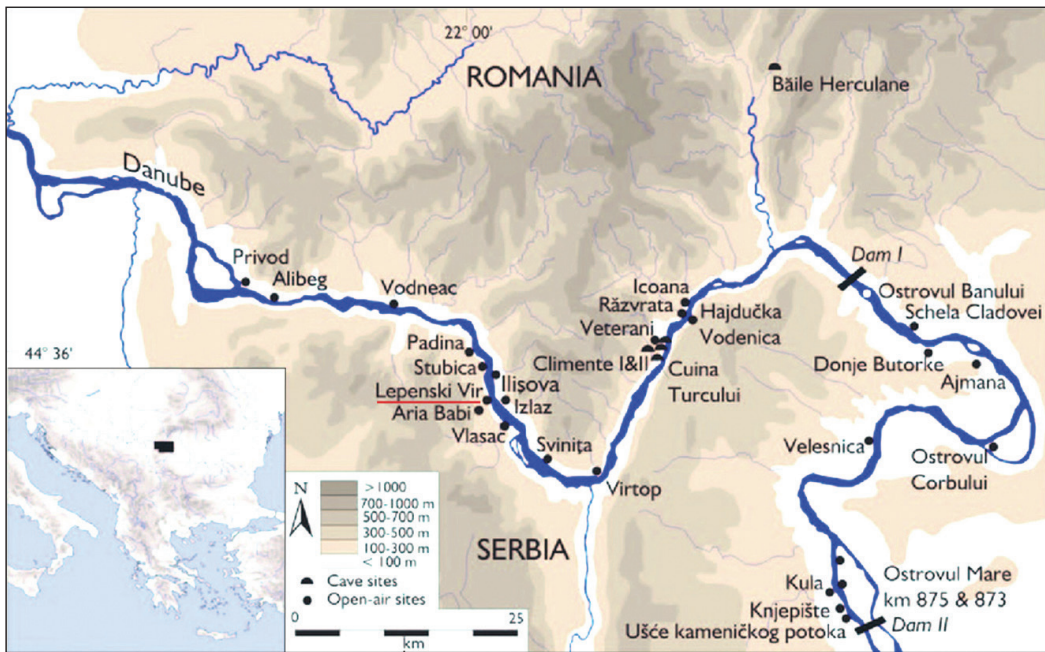 22° 00'
ROMANIA
Băile Herculane
Danube
Privod
Alibeg
Vodneac
Dam I
Icoana
Răzvrata
Ostrovul Banului
Hajdučka
Vodenica
Schela Cladovei
Veterani
Padina
44° 36'
Climente I&II
Donje Butorke
Stubica
Cuina
Turcului
Ajmana
Ilişova
Lepenski Vir
Izlaz
Aria Babi
Vlasac
Velesnica
Sviniţa
Ostrovul
Corbului
Virtop
N
>1000
700-1000 m
500-700 m
300-500 m
100-300 m
< 100 m
SERBIA
Cave sites
Open-air sites
Ostrovul Mare
km 875 & 873
Kula
Knjepište
0
25
km
Ušće kameničkog potoka
Dam II